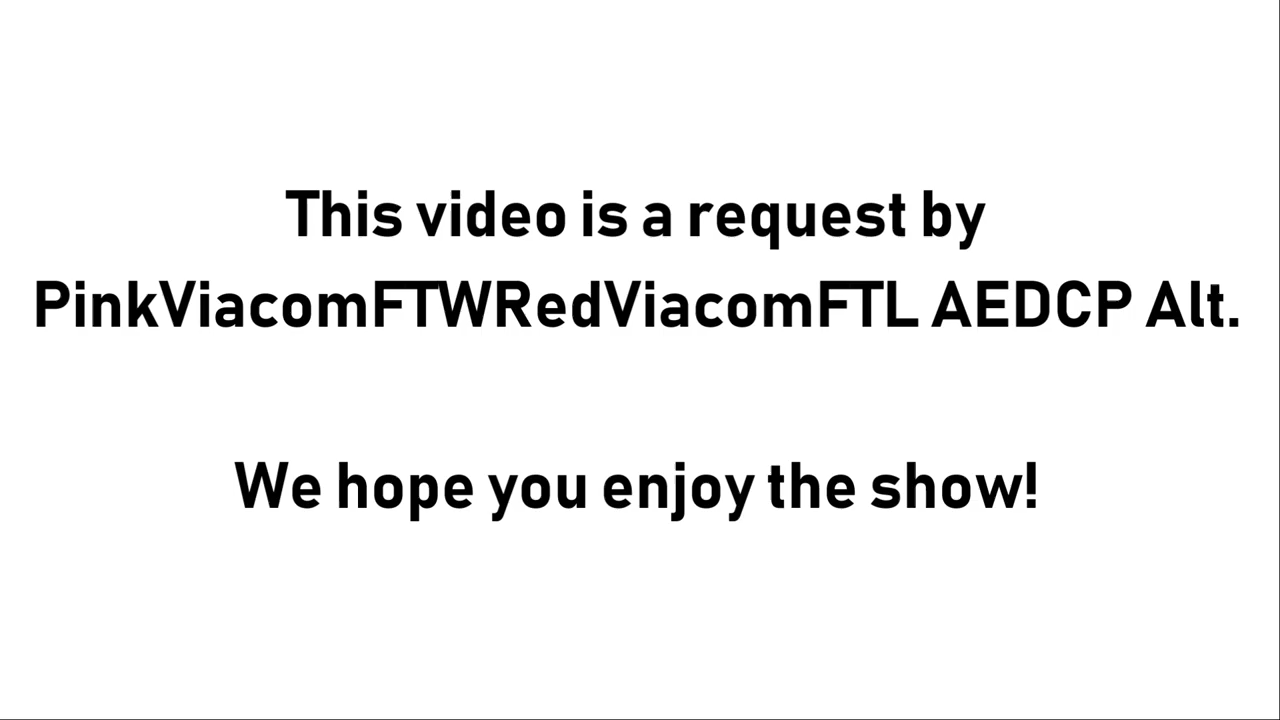 This video is a request by
PinkViacomFTWRedViacomFTL AEDCP Alt.
We hope you enjoy the show!